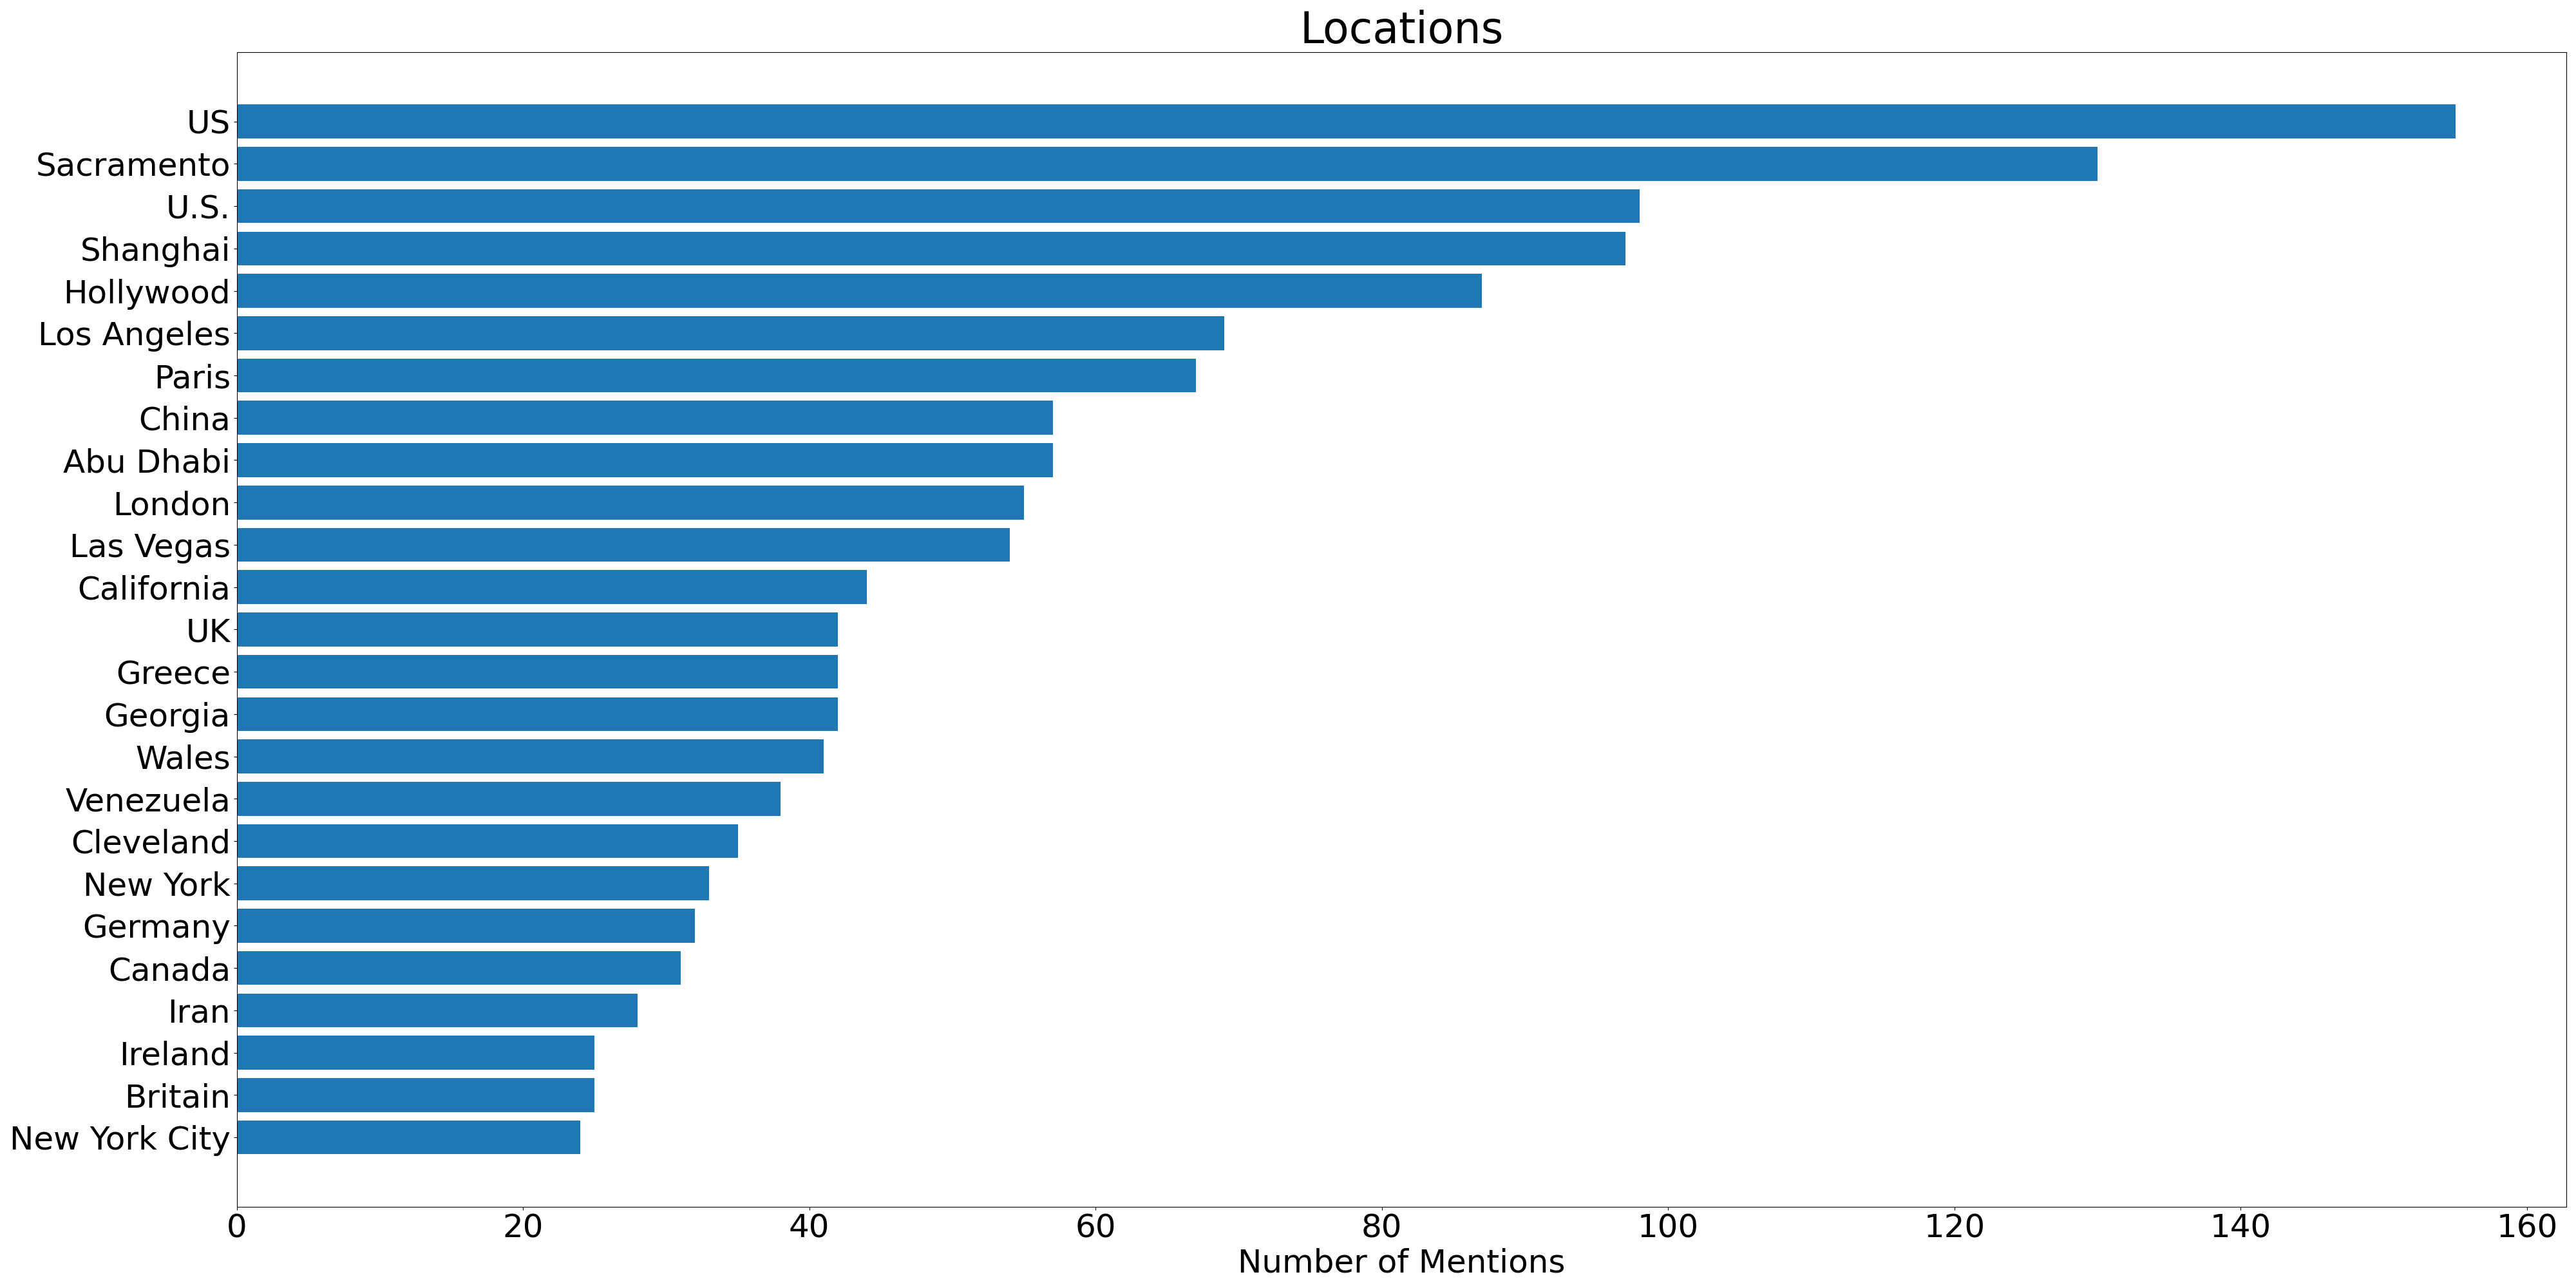 Locations
US
Sacramento
U.S.
Shanghai
Hollywood
Los Angeles
Paris
China
Abu Dhabi
London
Las Vegas
California
UK
Greece
Georgia
Wales
Venezuela
Cleveland
New York
Germany
Canada
Iran
Ireland
Britain
New York City
0 20 40 60 80 100 120 140 160
Number of Mentions